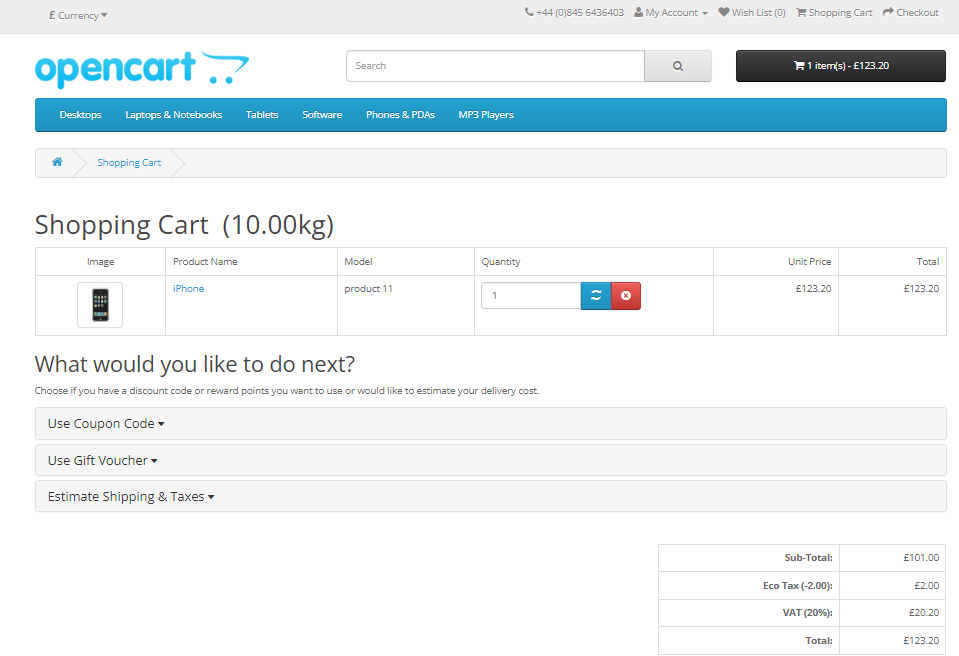 £ Currency
+44 (0)845 6436403 My Account Wish List (0) Shopping Cart Checkout
opencart
Search
1 item(s) - £123.20
Desktops Laptops & Notebooks Tablets Software Phones & PDAs MP3 Players
Shopping Cart
Shopping Cart (10.00kg)
Image Product Name Model Quantity Unit Price Total
iPhone product 11 1 £123.20 £123.20
What would you like to do next?
Choose if you have a discount code or reward points you want to use or would like to estimate your delivery cost.
Use Coupon Code
Use Gift Voucher
Estimate Shipping & Taxes
Sub-Total: £101.00
Eco Tax (-2.00): £2.00
VAT (20%): £20.20
Total: £123.20